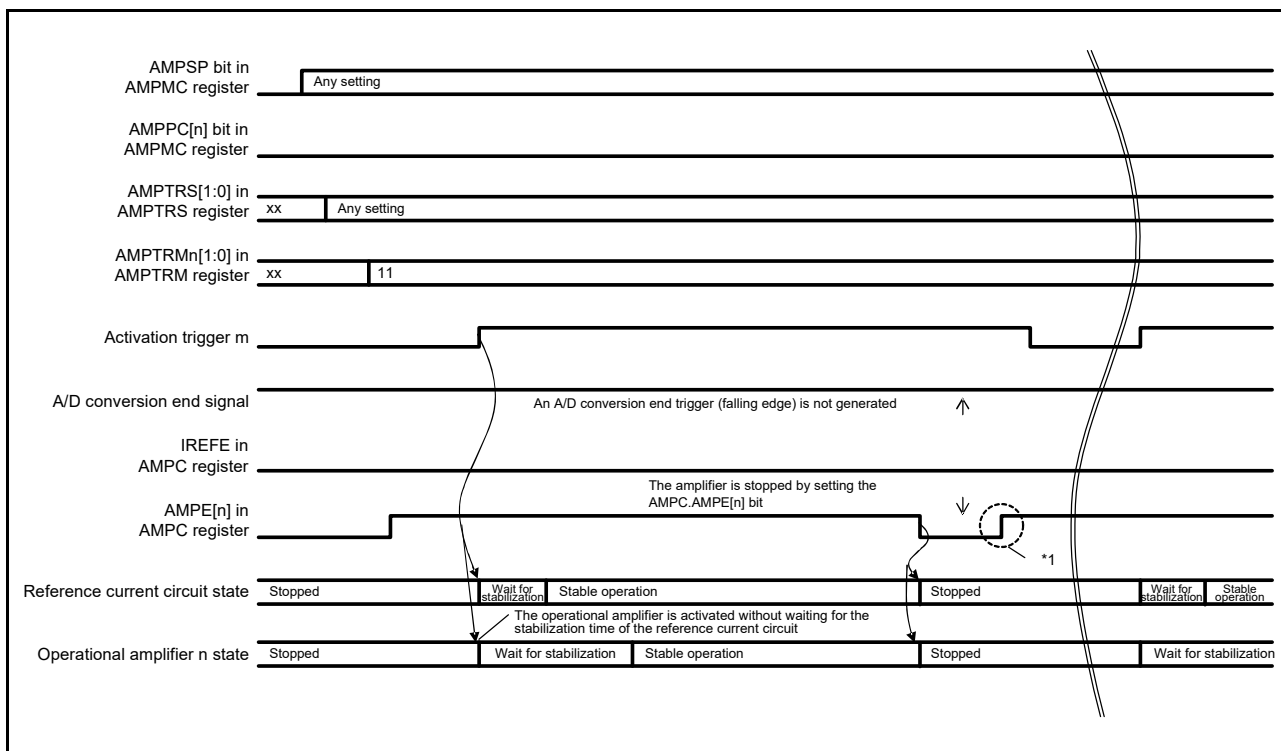 AMPSP bit in
AMPMC register
Any setting
AMPPC[n] bit in
AMPMC register
AMPTRS[1:0] in
AMPTRS register
xx
Any setting
AMPTRMn[1:0] in
AMPTRM register
xx
11
Activation trigger m
A/D conversion end signal
An A/D conversion end trigger (falling edge) is not generated
IREFE in
AMPC register
The amplifier is stopped by setting the
AMPC.AMPE[n] bit
AMPE[n] in
AMPC register
*1
Reference current circuit state
Stopped
Wait for
stabilization
Stable operation
Stopped
Wait for
stabilization
Stable
operation
The operational amplifier is activated without waiting for the
stabilization time of the reference current circuit
Operational amplifier n state
Stopped
Wait for stabilization
Stable operation
Stopped
Wait for stabilization